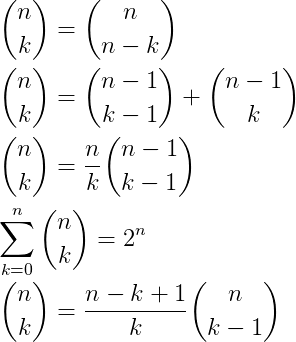 \binom{n}{k} = \binom{n}{n-k}
\binom{n}{k} = \binom{n-1}{k-1} + \binom{n-1}{k}
\binom{n}{k} = \frac{n}{k} \binom{n-1}{k-1}
\sum_{k=0}^{n} \binom{n}{k} = 2^n
\binom{n}{k} = \frac{n-k+1}{k} \binom{n}{k-1}